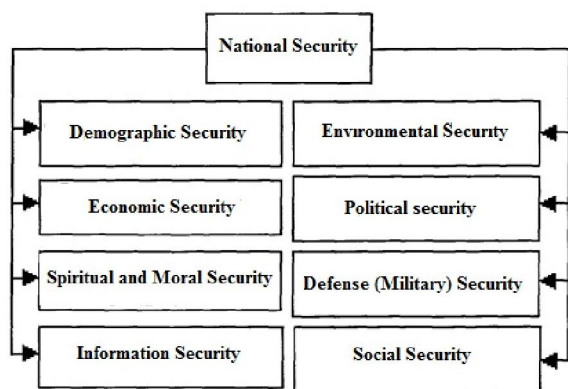 National Security
Demographic Security
Environmental Security
Economic Security
Political security
Spiritual and Moral Security
Defense (Military) Security
Information Security
Social Security